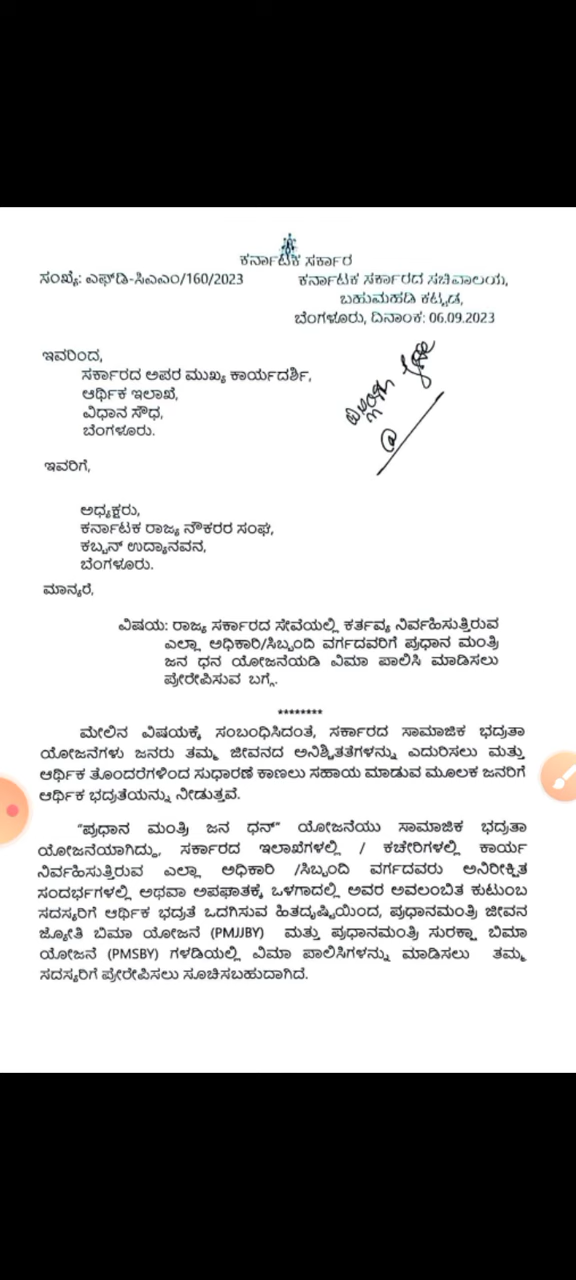 ಕರ್ನಾಟಕ ಸರ್ಕಾರ
ಸಂಖ್ಯೆ: ಎಫ್‌ಡಿ-ಸಿಎಎಂ/160/2023
ಕರ್ನಾಟಕ ಸರ್ಕಾರದ ಸಚಿವಾಲಯ,
ಬಹುಮಹಡಿ ಕಟ್ಟಡ,
ಬೆಂಗಳೂರು, ದಿನಾಂಕ: 06.09.2023
ಇವರಿಂದ,
ಸರ್ಕಾರದ ಅಪರ ಮುಖ್ಯ ಕಾರ್ಯದರ್ಶಿ,
ಆರ್ಥಿಕ ಇಲಾಖೆ,
ವಿಧಾನ ಸೌಧ,
ಬೆಂಗಳೂರು.
ಇವರಿಗೆ,
ಅಧ್ಯಕ್ಷರು,
ಕರ್ನಾಟಕ ರಾಜ್ಯ ನೌಕರರ ಸಂಘ,
ಕಬ್ಬನ್ ಉದ್ಯಾನವನ,
ಬೆಂಗಳೂರು.
ಮಾನ್ಯರೆ,
ವಿಷಯ: ರಾಜ್ಯ ಸರ್ಕಾರದ ಸೇವೆಯಲ್ಲಿ ಕರ್ತವ್ಯ ನಿರ್ವಹಿಸುತ್ತಿರುವ
ಎಲ್ಲಾ ಅಧಿಕಾರಿ/ಸಿಬ್ಬಂದಿ ವರ್ಗದವರಿಗೆ ಪ್ರಧಾನ ಮಂತ್ರಿ
ಜನ ಧನ ಯೋಜನೆಯಡಿ ವಿಮಾ ಪಾಲಿಸಿ ಮಾಡಿಸಲು
ಪ್ರೇರೇಪಿಸುವ ಬಗ್ಗೆ.
********
ಮೇಲಿನ ವಿಷಯಕ್ಕೆ ಸಂಬಂಧಿಸಿದಂತೆ, ಸರ್ಕಾರದ ಸಾಮಾಜಿಕ ಭದ್ರತಾ
ಯೋಜನೆಗಳು ಜನರು ತಮ್ಮ ಜೀವನದ ಅನಿಶ್ಚಿತತೆಗಳನ್ನು ಎದುರಿಸಲು ಮತ್ತು
ಆರ್ಥಿಕ ತೊಂದರೆಗಳಿಂದ ಸುಧಾರಣೆ ಕಾಣಲು ಸಹಾಯ ಮಾಡುವ ಮೂಲಕ ಜನರಿಗೆ
ಆರ್ಥಿಕ ಭದ್ರತೆಯನ್ನು ನೀಡುತ್ತವೆ.
"ಪ್ರಧಾನ ಮಂತ್ರಿ ಜನ ಧನ್" ಯೋಜನೆಯು ಸಾಮಾಜಿಕ ಭದ್ರತಾ
ಯೋಜನೆಯಾಗಿದ್ದು, ಸರ್ಕಾರದ ಇಲಾಖೆಗಳಲ್ಲಿ / ಕಚೇರಿಗಳಲ್ಲಿ ಕಾರ್ಯ
ನಿರ್ವಹಿಸುತ್ತಿರುವ ಎಲ್ಲಾ ಅಧಿಕಾರಿ /ಸಿಬ್ಬಂದಿ ವರ್ಗದವರು ಅನಿರೀಕ್ಷಿತ
ಸಂದರ್ಭಗಳಲ್ಲಿ ಅಥವಾ ಅಪಘಾತಕ್ಕೆ ಒಳಗಾದಲ್ಲಿ ಅವರ ಅವಲಂಬಿತ ಕುಟುಂಬ
ಸದಸ್ಯರಿಗೆ ಆರ್ಥಿಕ ಭದ್ರತೆ ಒದಗಿಸುವ ಹಿತದೃಷ್ಟಿಯಿಂದ, ಪ್ರಧಾನಮಂತ್ರಿ ಜೀವನ
ಜ್ಯೋತಿ ಬಿಮಾ ಯೋಜನೆ (PMJJBY) ಮತ್ತು ಪ್ರಧಾನಮಂತ್ರಿ ಸುರಕ್ಷಾ ಬಿಮಾ
ಯೋಜನೆ (PMSBY) ಗಳಡಿಯಲ್ಲಿ ವಿಮಾ ಪಾಲಿಸಿಗಳನ್ನು ಮಾಡಿಸಲು ತಮ್ಮ
ಸದಸ್ಯರಿಗೆ ಪ್ರೇರೇಪಿಸಲು ಸೂಚಿಸಬಹುದಾಗಿದೆ.